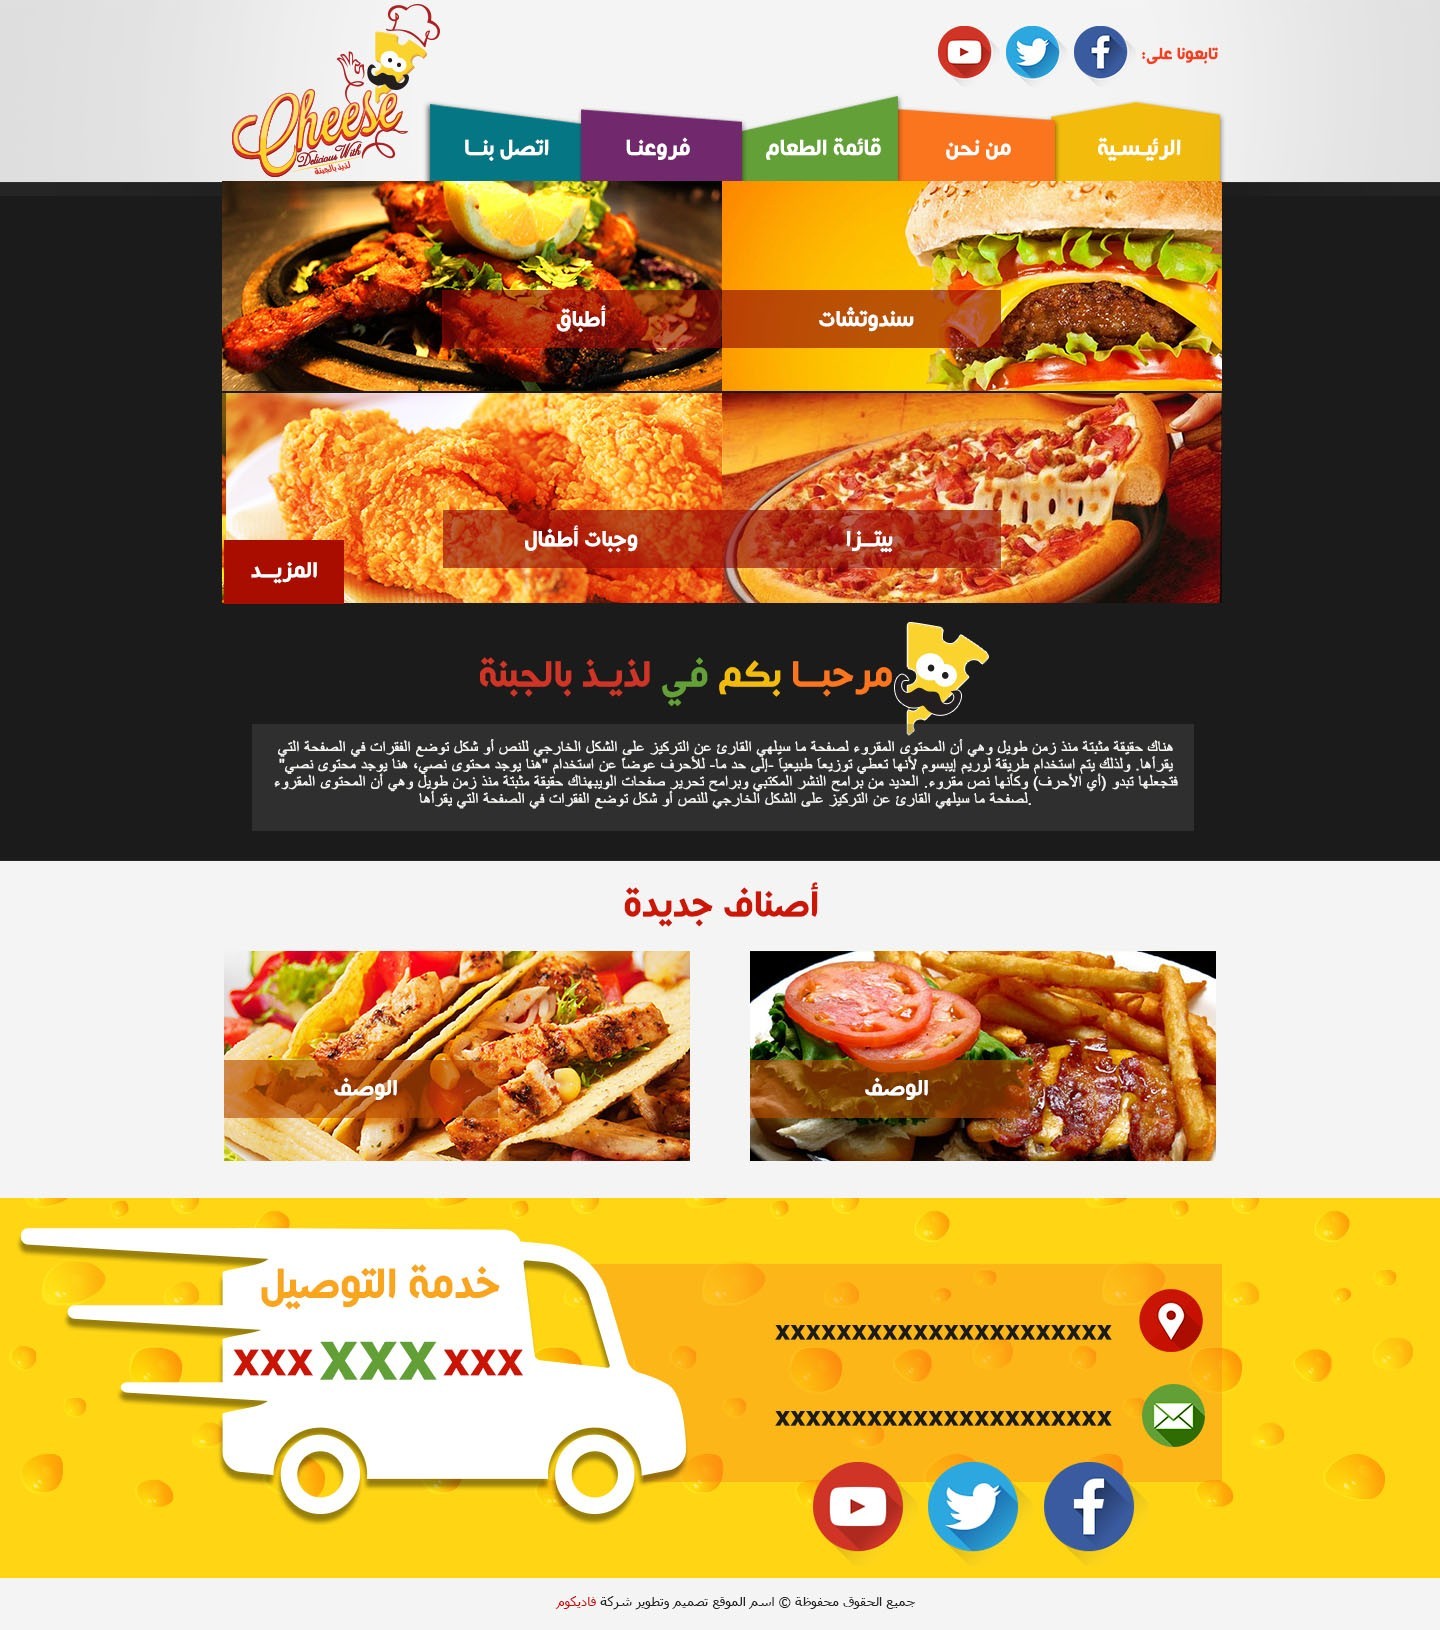 Cheese
Delicious With
لذيذ بالجبنة
تابعونا على:
الرئيسية
من نحن
قائمة الطعام
فروعنا
اتصل بنا
سندوتشات
أطباق
بيتزا
وجبات أطفال
المزيد
مرحبا بكم في لذيذ بالجبنة
هناك حقيقة مثبتة منذ زمن طويل وهي أن المحتوى المقروء لصفحة ما سيلهي القارئ عن التركيز على الشكل الخارجي للنص أو شكل توضع الفقرات في الصفحة التي
يقرأها. ولذلك يتم استخدام طريقة لوريم إيبسوم لأنها تعطي توزيعاَ طبيعياَ -إلى حد ما- للأحرف عوضاً عن استخدام "هنا يوجد محتوى نصي، هنا يوجد محتوى نصي"
فتجعلها تبدو (أي الأحرف) وكأنها نص مقروء. العديد من برامح النشر المكتبي وبرامح تحرير صفحات الويبهناك حقيقة مثبتة منذ زمن طويل وهي أن المحتوى المقروء
لصفحة ما سيلهي القارئ عن التركيز على الشكل الخارجي للنص أو شكل توضع الفقرات في الصفحة التي يقرأها.
أصناف جديدة
الوصف
الوصف
خدمة التوصيل
xxx xxx xxx
xxxxxxxxxxxxxxxxxxxxxx
xxxxxxxxxxxxxxxxxxxxxx
جميع الحقوق محفوظة © اسم الموقع تصميم وتطوير شركة فاديكوم